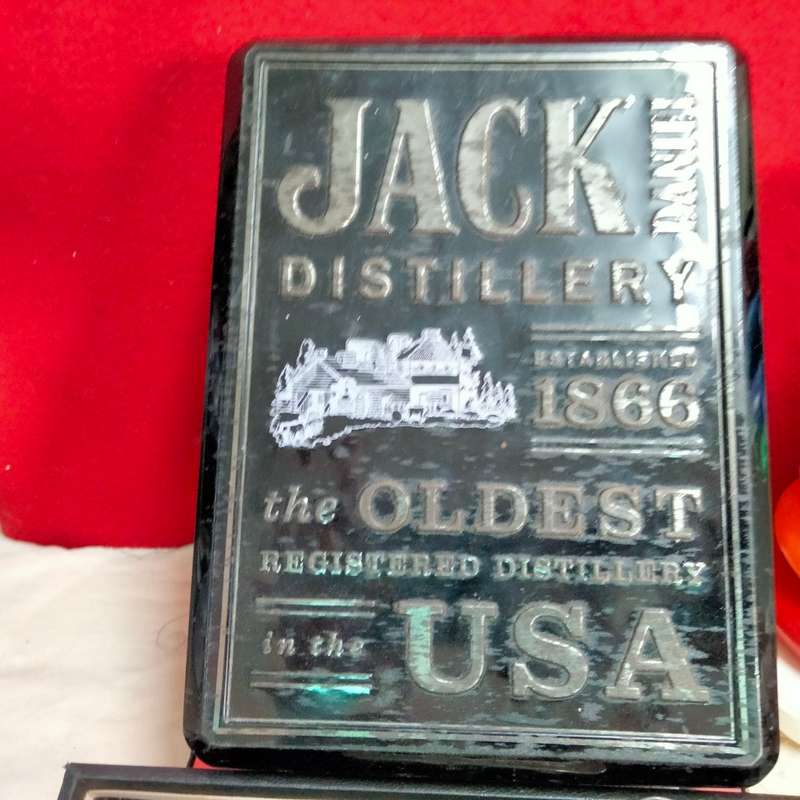 JACK DANIEL
DISTILLERY
ESTABLISHED
1866
the OLDEST
REGISTERED DISTILLERY
in the USA